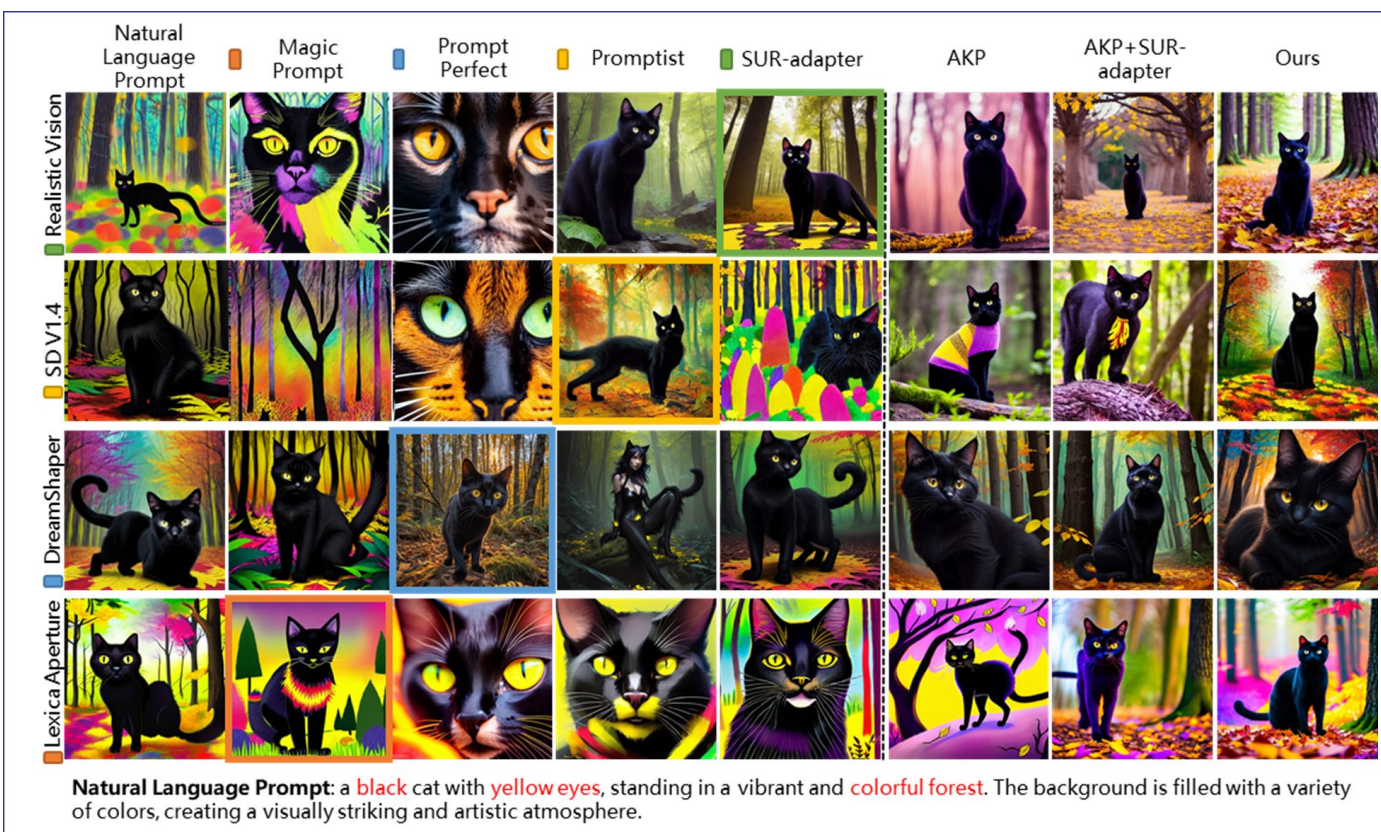 Natural
Language
Prompt
Magic
Prompt
Prompt
Perfect
Promptist
SUR-adapter
AKP
AKP+SUR-
adapter
Ours
Realistic Vision
SD V1.4
DreamShaper
Lexica Aperture
Natural Language Prompt: a black cat with yellow eyes, standing in a vibrant and colorful forest. The background is filled with a variety
of colors, creating a visually striking and artistic atmosphere.